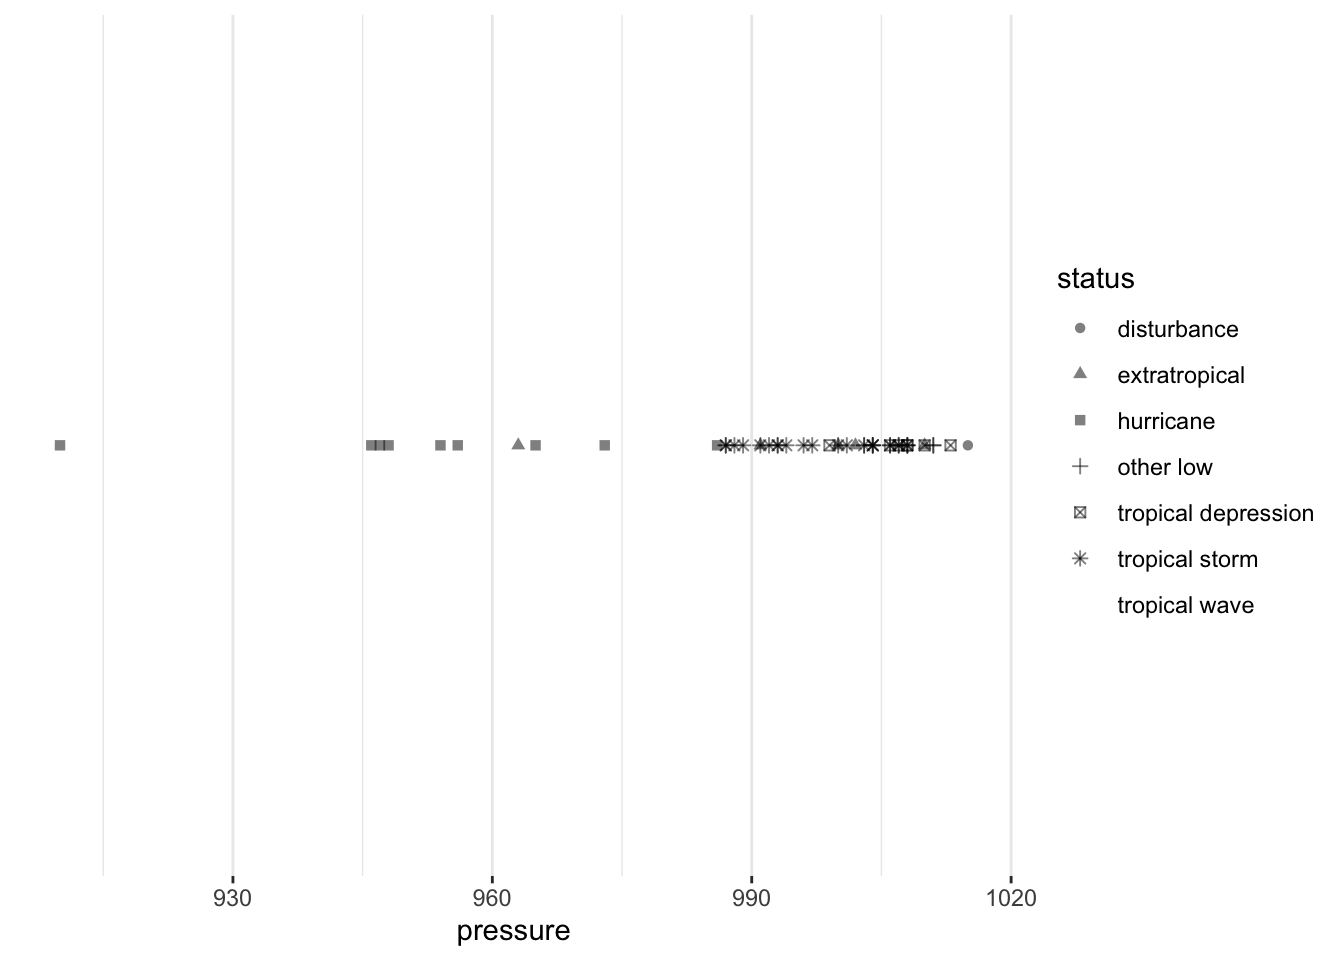 status
disturbance
extratropical
hurricane
other low
tropical depression
tropical storm
tropical wave
930 960 990 1020
pressure